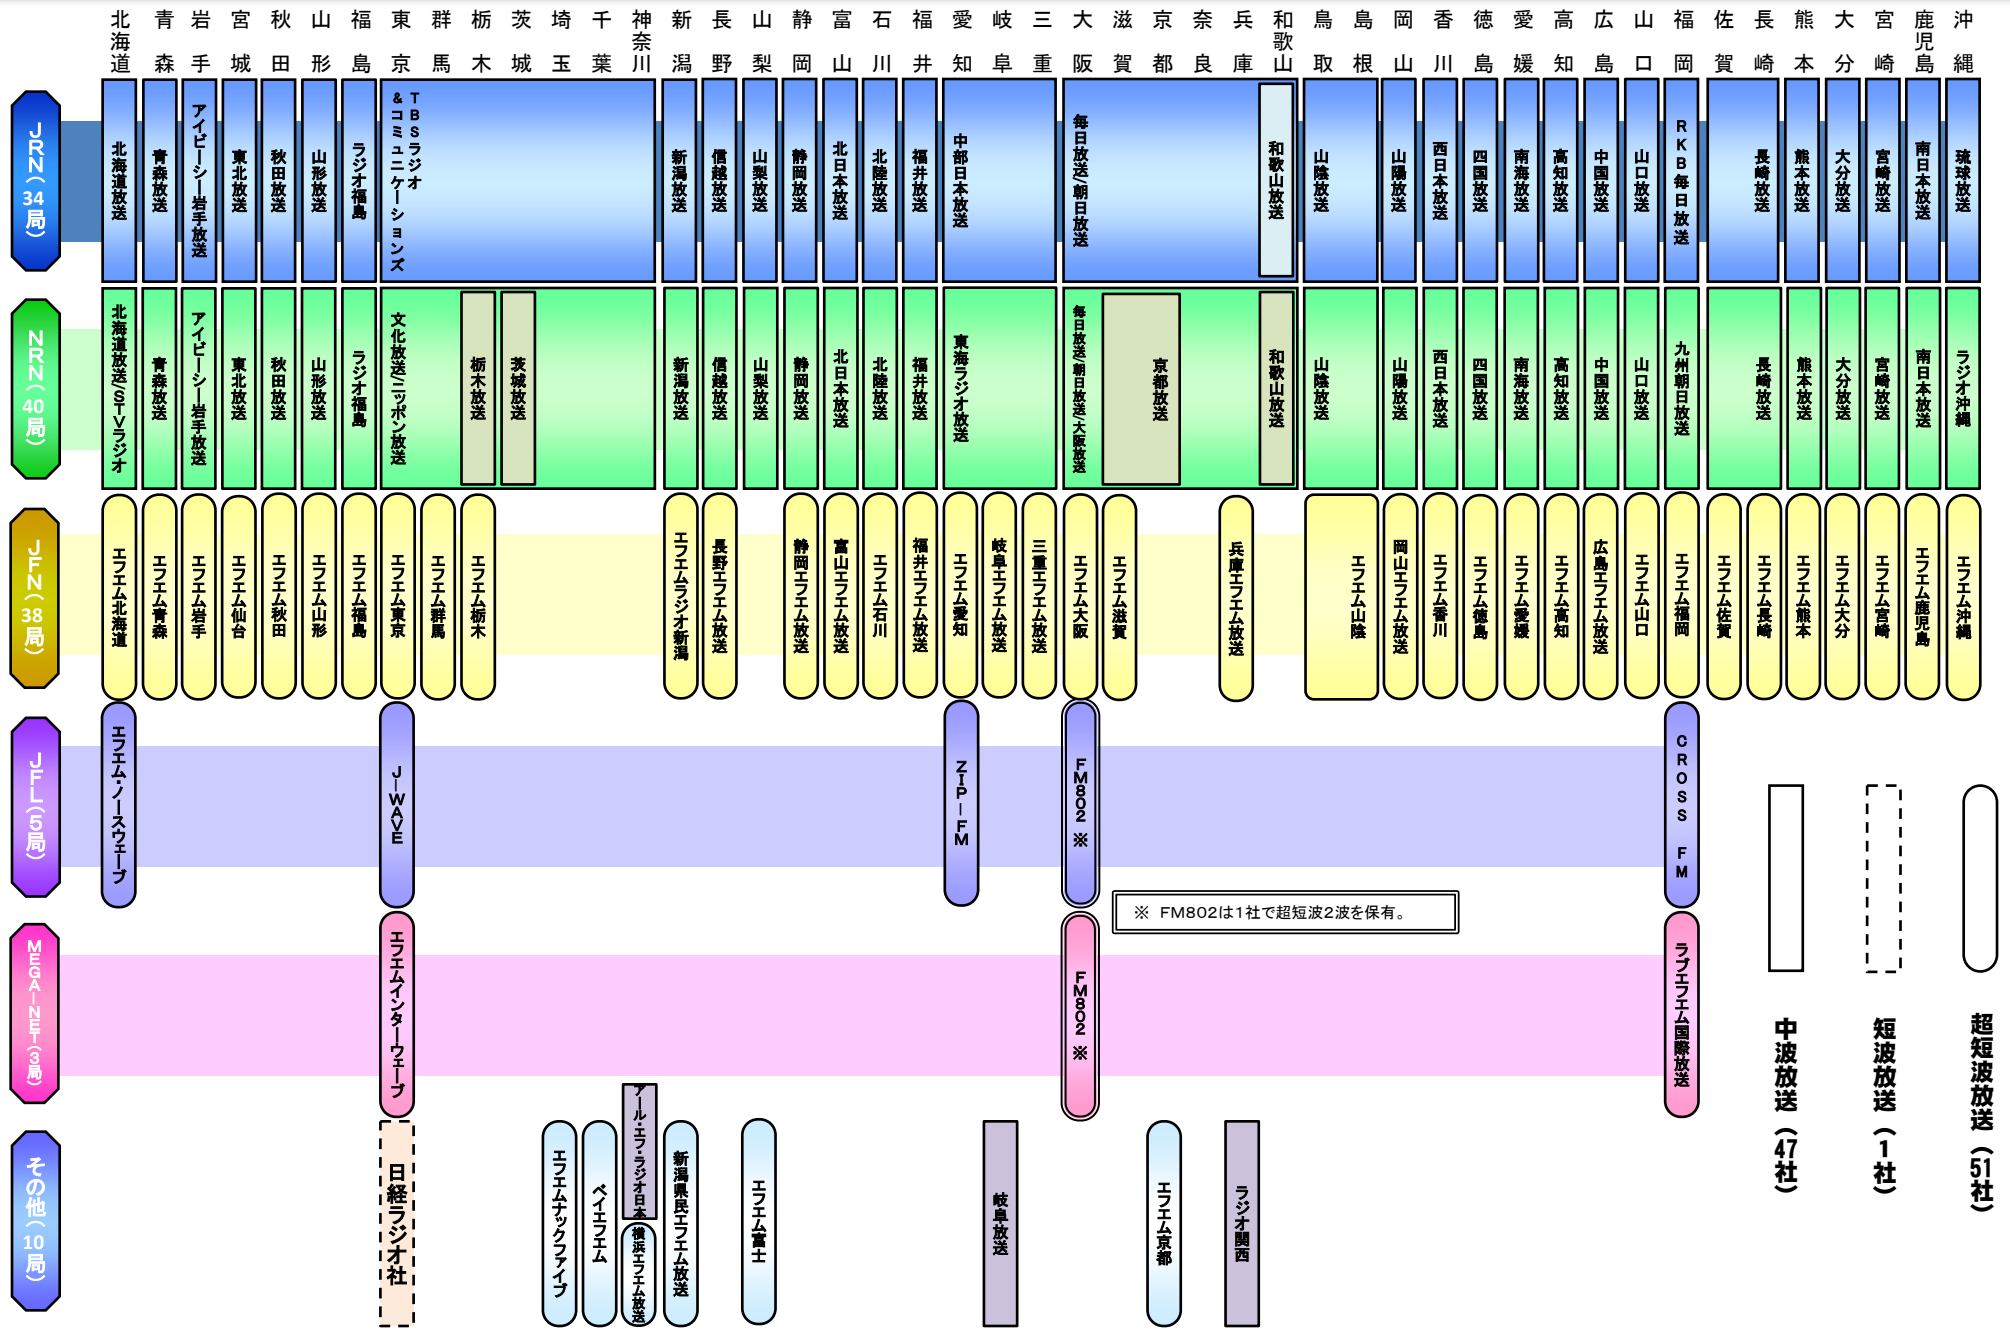 北海道
青森
岩手
宮城
秋田
山形
福島
東京
群馬
栃木
茨城
埼玉
千葉
神奈川
新潟
長野
山梨
静岡
富山
石川
福井
愛知
岐阜
三重
大阪
滋賀
京都
奈良
兵庫
和歌山
鳥取
島根
岡山
香川
徳島
愛媛
高知
広島
山口
福岡
佐賀
長崎
熊本
大分
宮崎
鹿児島
沖縄
JRN(34局)
北海道放送
青森放送
アイビーシー岩手放送
東北放送
秋田放送
山形放送
ラジオ福島
TBSラジオ
&コミュニケーションズ
新潟放送
信越放送
山梨放送
静岡放送
北日本放送
北陸放送
福井放送
中部日本放送
毎日放送/朝日放送
和歌山放送
山陰放送
山陽放送
西日本放送
四国放送
南海放送
高知放送
中国放送
山口放送
RKB毎日放送
長崎放送
熊本放送
大分放送
宮崎放送
南日本放送
琉球放送
NRN(40局)
北海道放送/STVラジオ
青森放送
アイビーシー岩手放送
東北放送
秋田放送
山形放送
ラジオ福島
文化放送/ニッポン放送
栃木放送
茨城放送
新潟放送
信越放送
山梨放送
静岡放送
北日本放送
北陸放送
福井放送
東海ラジオ放送
毎日放送/朝日放送/大阪放送
京都放送
和歌山放送
山陰放送
山陽放送
西日本放送
四国放送
南海放送
高知放送
中国放送
山口放送
九州朝日放送
長崎放送
熊本放送
大分放送
宮崎放送
南日本放送
ラジオ沖縄
JFN(38局)
エフエム北海道
エフエム青森
エフエム岩手
エフエム仙台
エフエム秋田
エフエム山形
エフエム福島
エフエム東京
エフエム群馬
エフエム栃木
エフエムラジオ新潟
長野エフエム放送
静岡エフエム放送
富山エフエム放送
エフエム石川
福井エフエム放送
エフエム愛知
岐阜エフエム放送
三重エフエム放送
エフエム大阪
エフエム滋賀
兵庫エフエム放送
エフエム山陰
岡山エフエム放送
エフエム香川
エフエム徳島
エフエム愛媛
エフエム高知
広島エフエム放送
エフエム山口
エフエム福岡
エフエム佐賀
エフエム長崎
エフエム熊本
エフエム大分
エフエム宮崎
エフエム鹿児島
エフエム沖縄
JFL(5局)
エフエム・ノースウェーブ
J-WAVE
ZIP-FM
FM802 ※
CROSS FM
※ FM802は1社で超短波2波を保有。
MEGA-NET(3局)
エフエムインターウェーブ
FM802 ※
ラブエフエム国際放送
その他(10局)
日経ラジオ社
エフエムナックファイブ
ベイエフエム
アール・エフ・ラジオ日本
横浜エフエム放送
新潟県民エフエム放送
エフエム富士
岐阜放送
エフエム京都
ラジオ関西
中波放送(47社)
短波放送(1社)
超短波放送(51社)